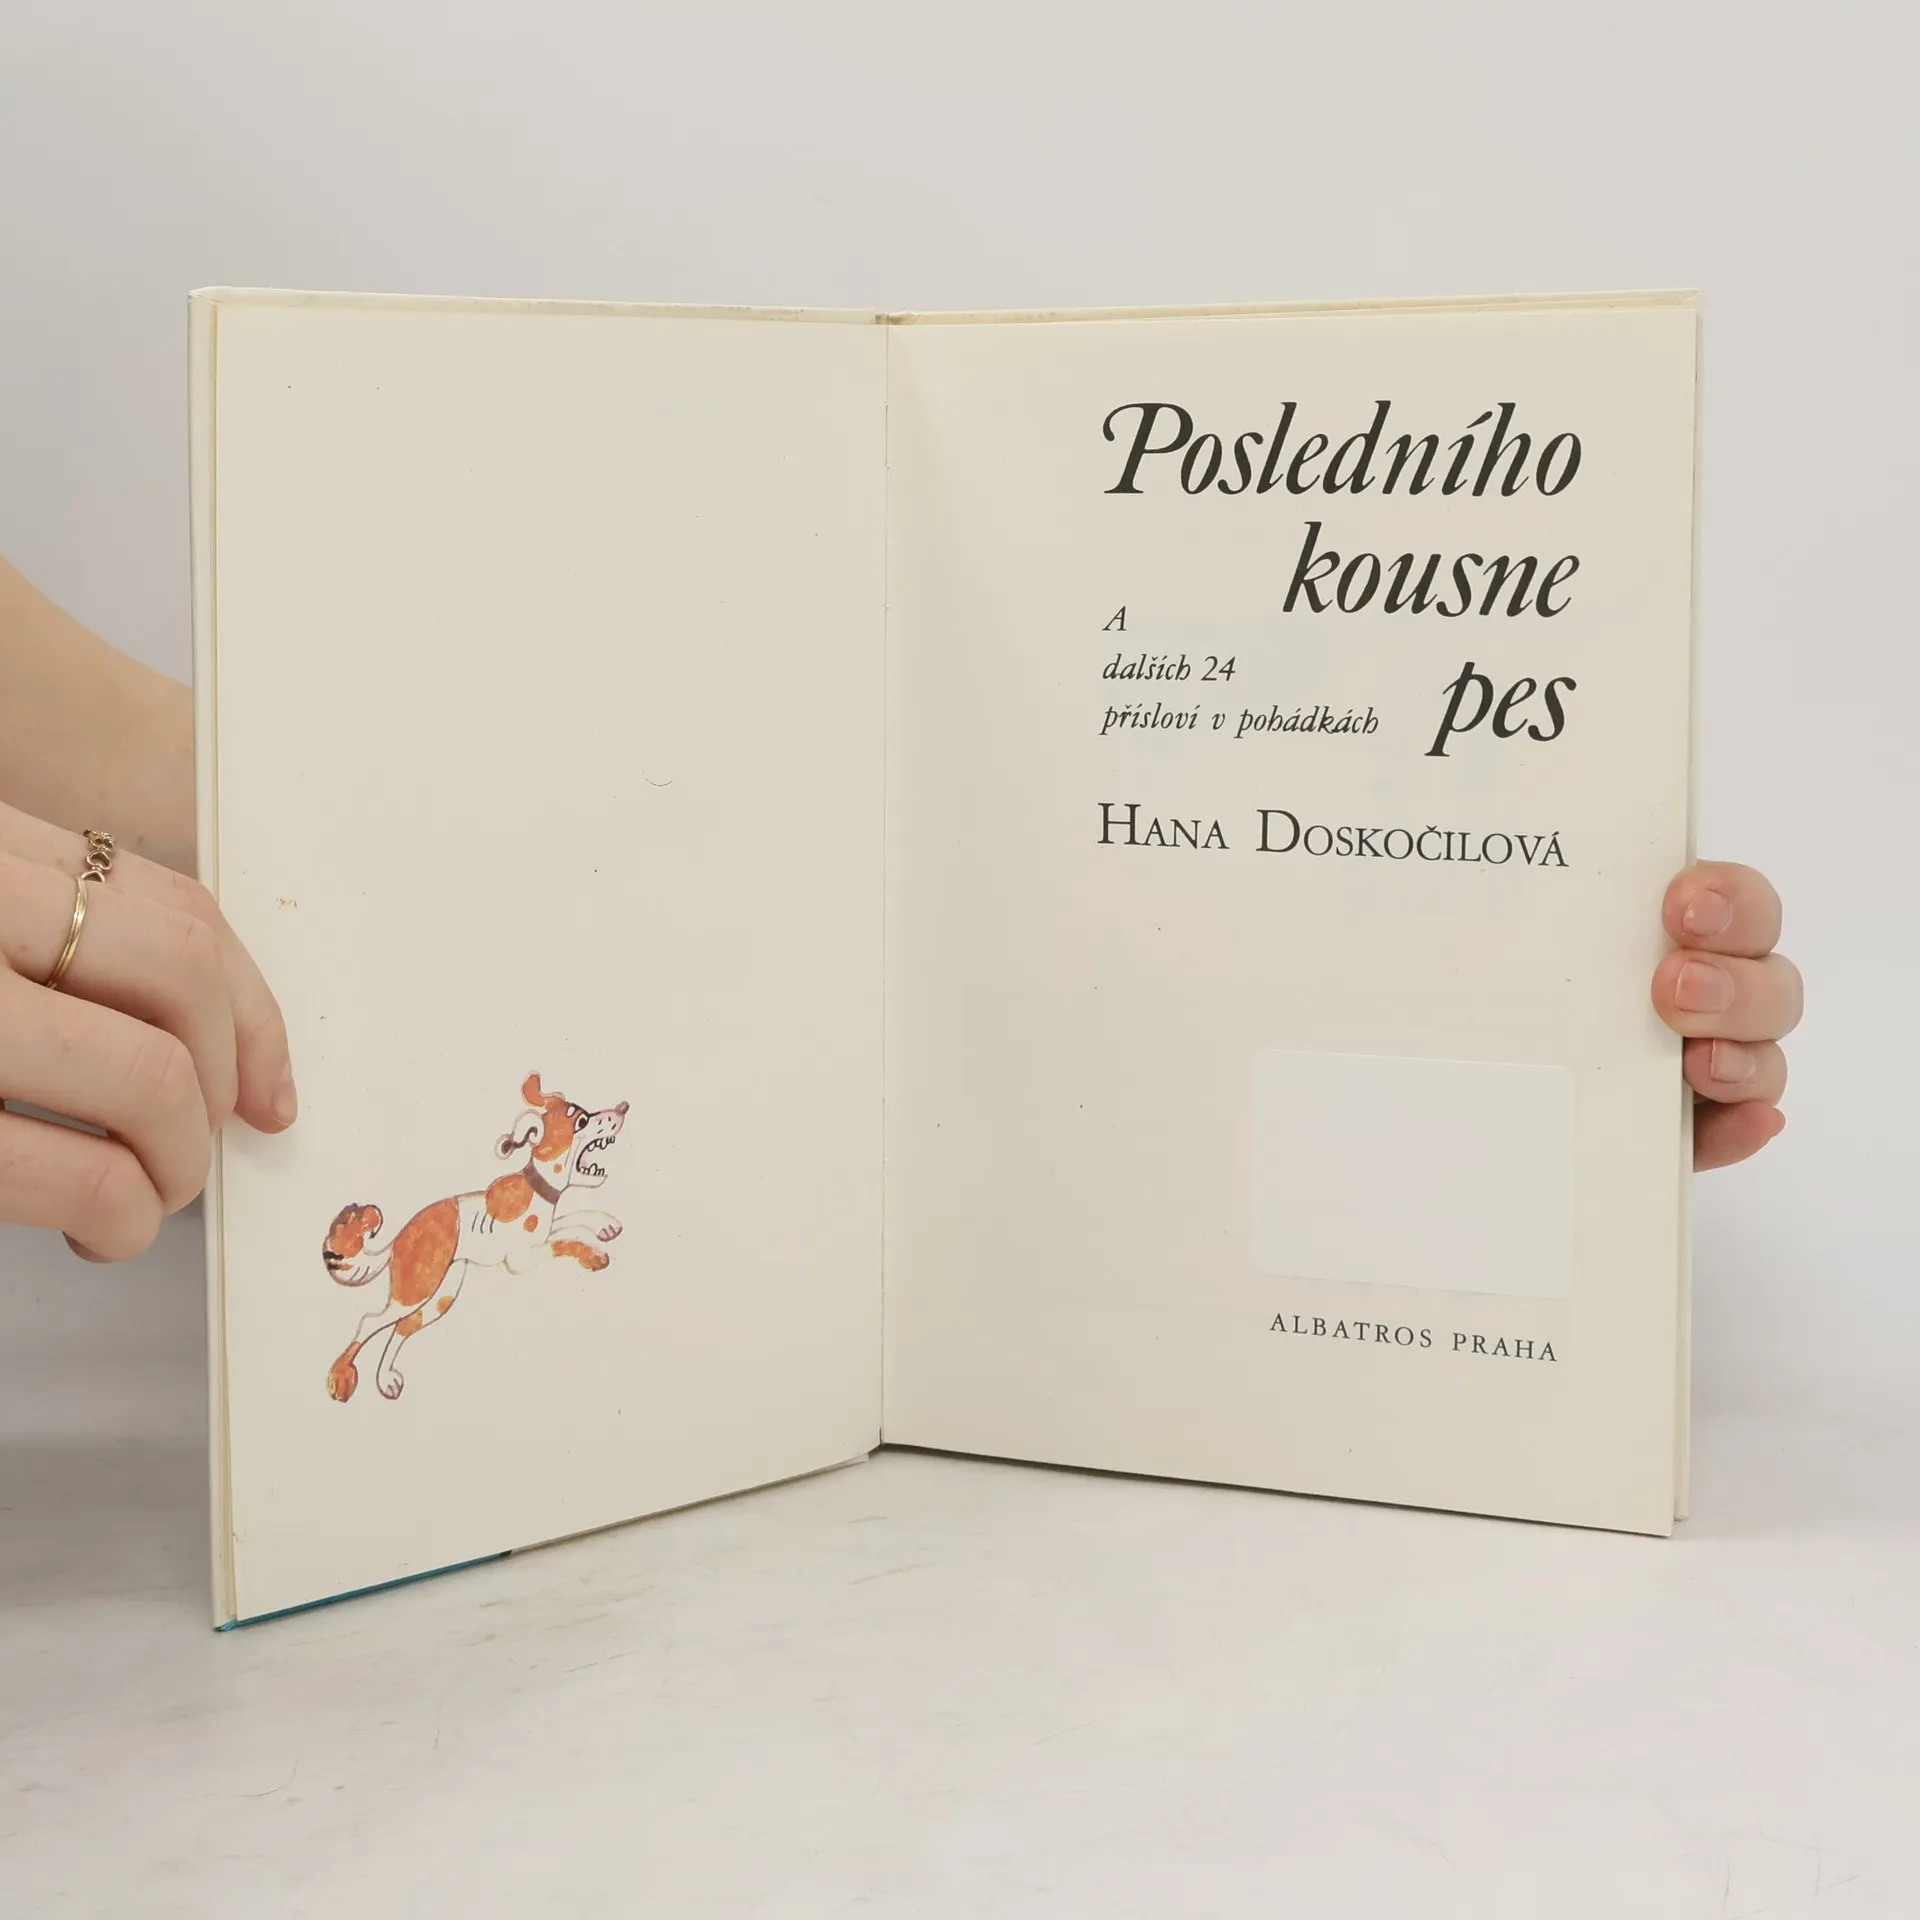 Posledního
kousne
pes
A
dalších 24
přísloví v pohádkách
HANA DOSKOČILOVÁ
ALBATROS PRAHA